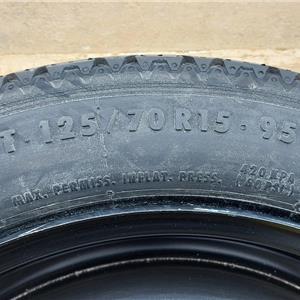 T · 125/70 R15 · 95
MAX. PERMISS. INFLAT. PRESS. 420 KPA
(60 PSI)